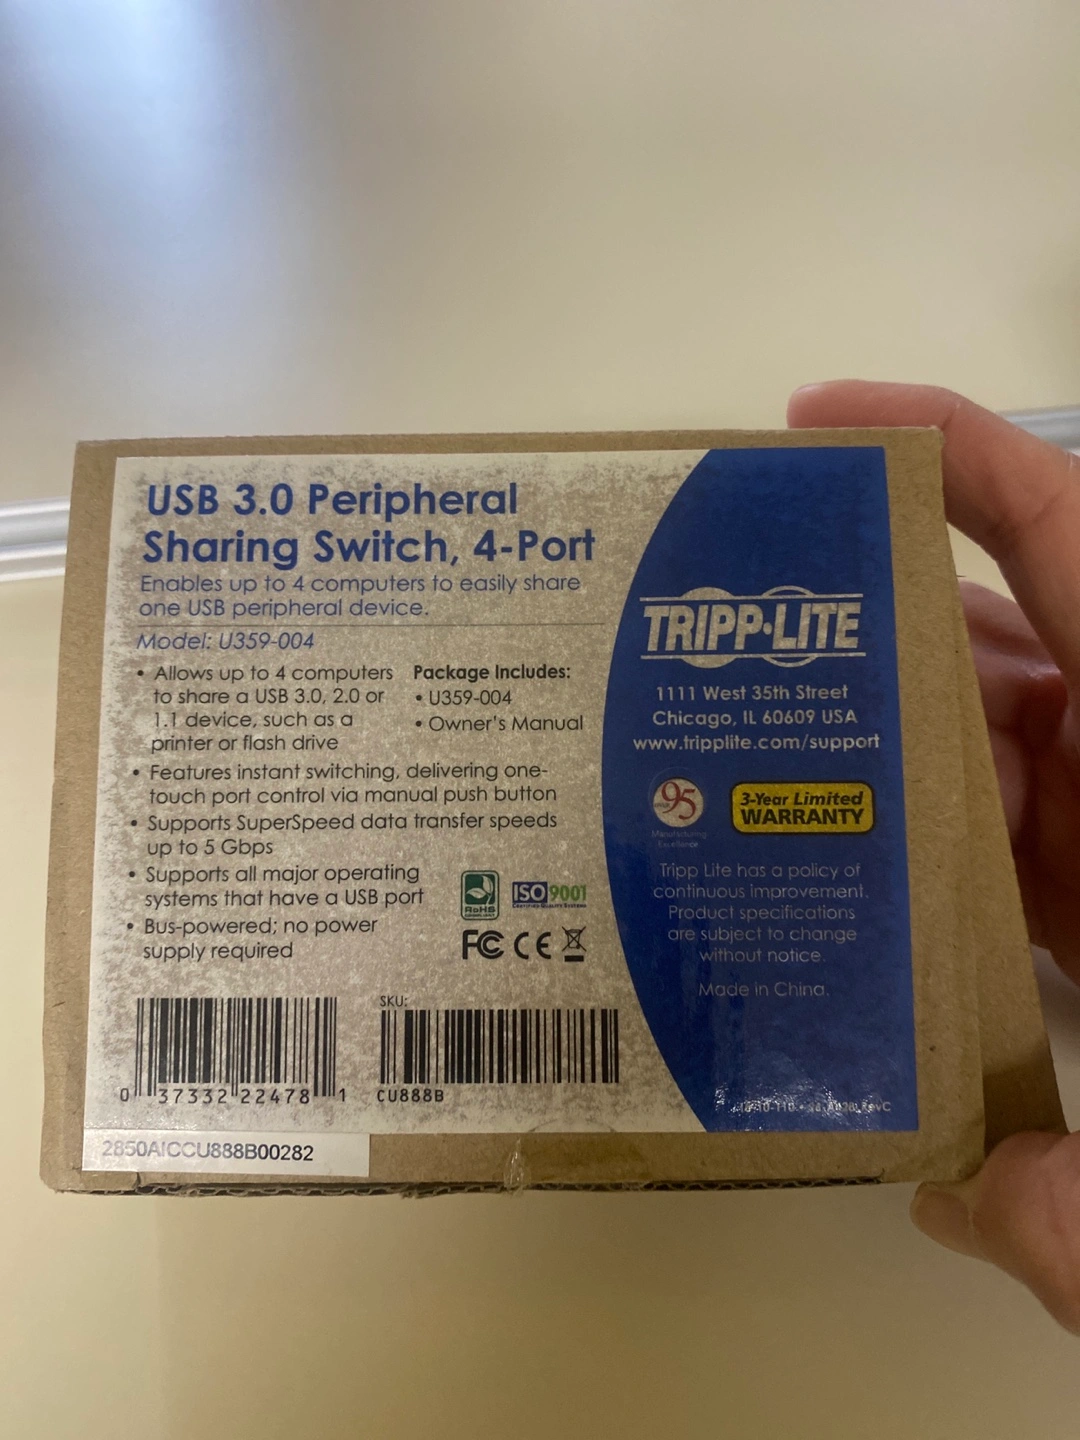 USB 3.0 Peripheral
Sharing Switch, 4-Port
Enables up to 4 computers to easily share
one USB peripheral device.
Model: U359-004
• Allows up to 4 computers
to share a USB 3.0, 2.0 or
1.1 device, such as a
printer or flash drive
Package Includes:
• U359-004
• Owner's Manual
• Features instant switching, delivering one-
touch port control via manual push button
• Supports SuperSpeed data transfer speeds
up to 5 Gbps
• Supports all major operating
systems that have a USB port
• Bus-powered; no power
supply required
RoHS
ISO 9001
CERTIFIED QUALITY SYSTEMS
FC CE
0 37332 22478 1
SKU:
CU888B
2850AICCU888B00282
TRIPP·LITE
1111 West 35th Street
Chicago, IL 60609 USA
www.tripplite.com/support
95
Manufacturing
Excellence
3-Year Limited
WARRANTY
Tripp Lite has a policy of
continuous improvement.
Product specifications
are subject to change
without notice.
Made in China.